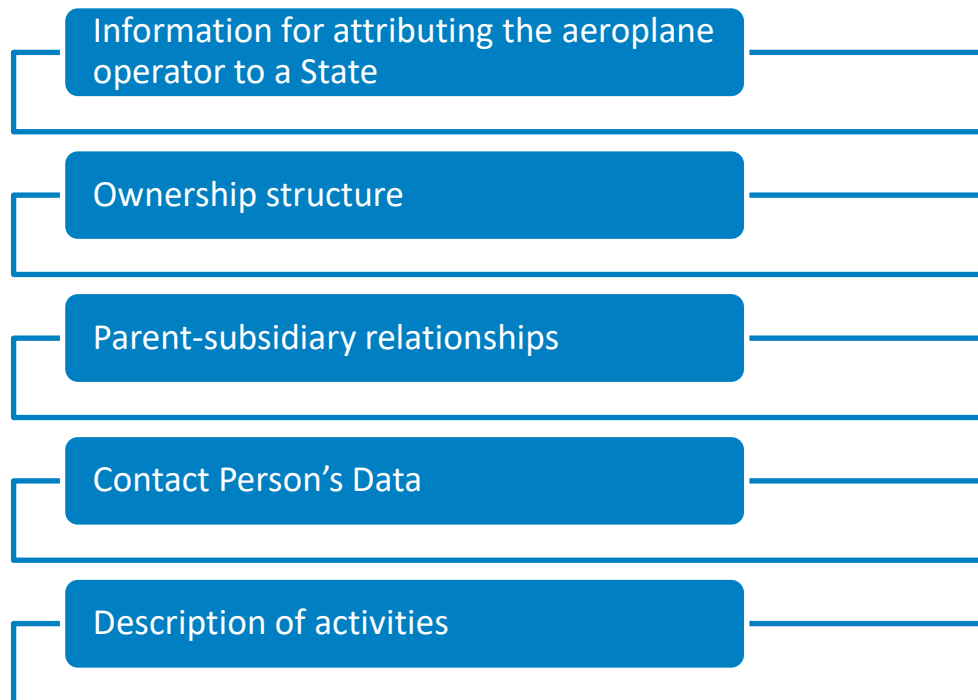 Information for attributing the aeroplane
operator to a State
Ownership structure
Parent-subsidiary relationships
Contact Person’s Data
Description of activities